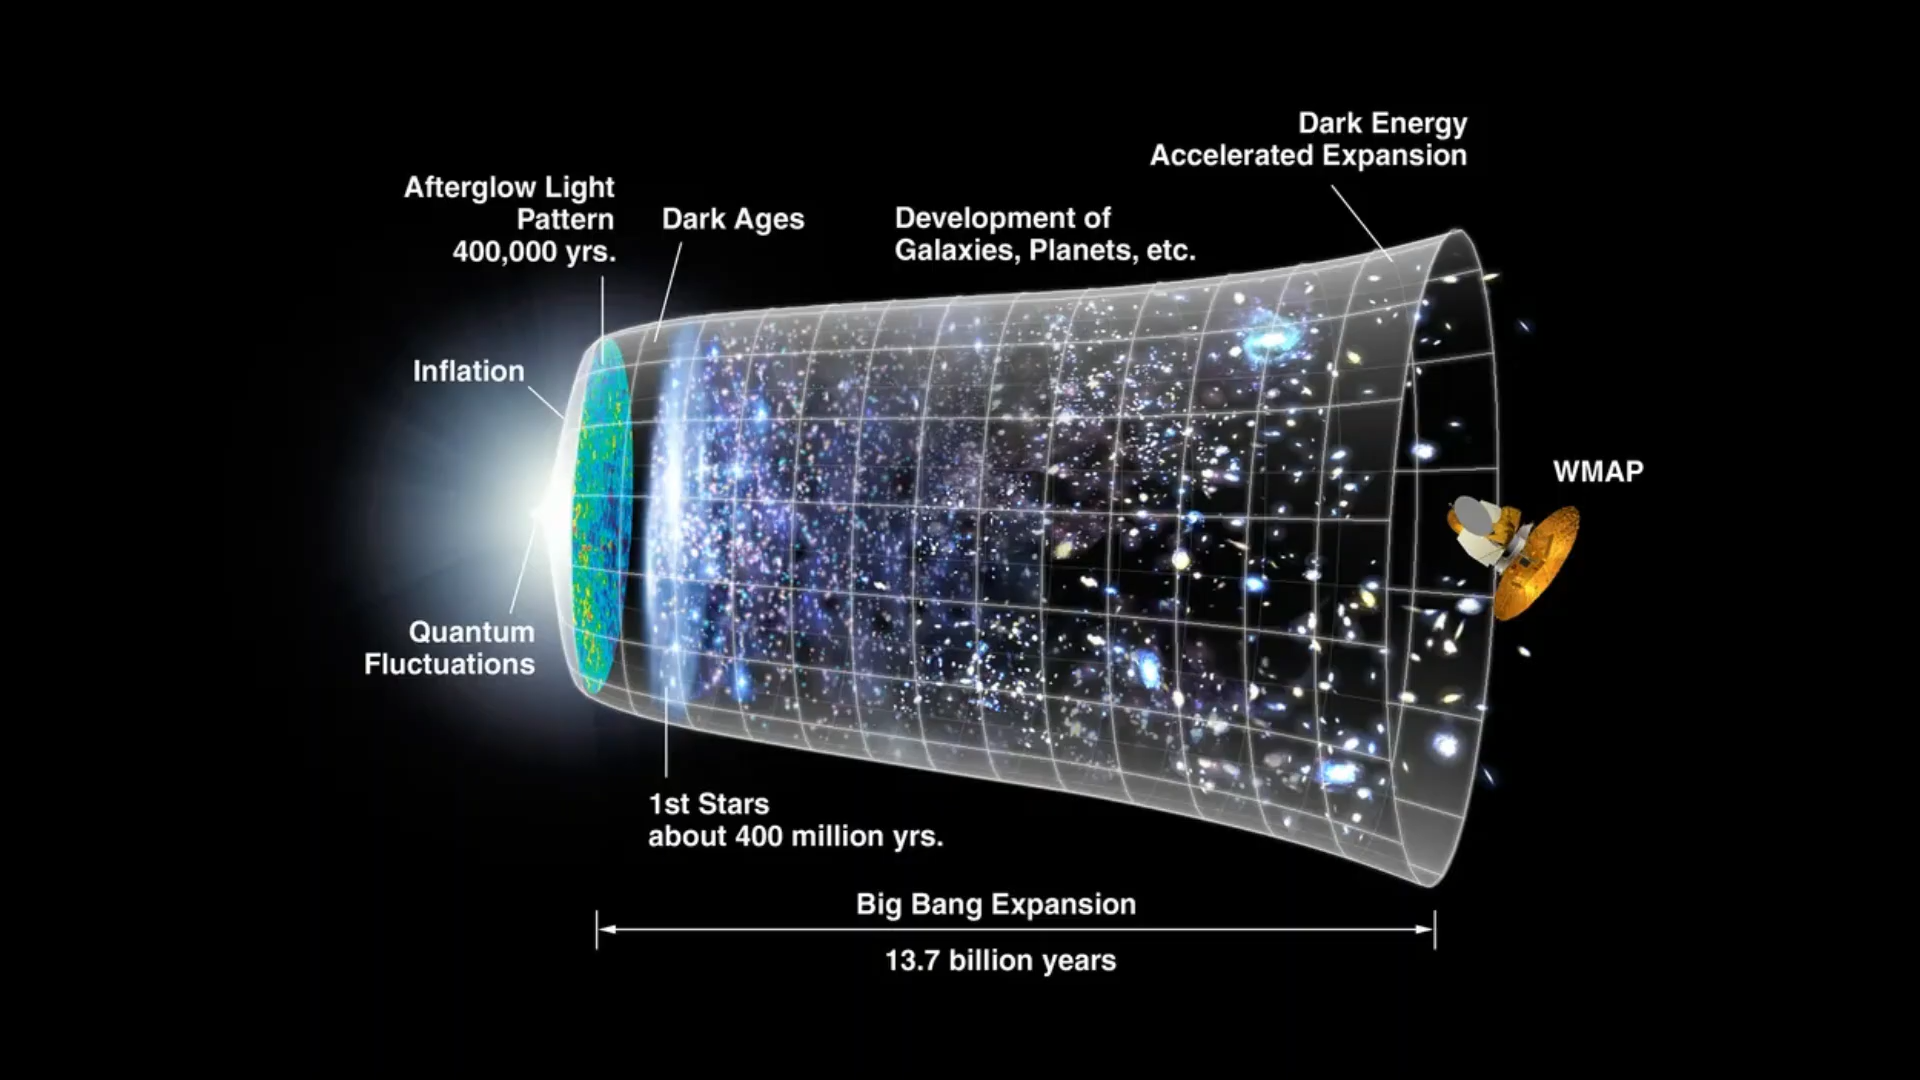 Dark Energy
Accelerated Expansion
Afterglow Light
Pattern
400,000 yrs.
Dark Ages
Development of
Galaxies, Planets, etc.
Inflation
WMAP
Quantum
Fluctuations
1st Stars
about 400 million yrs.
Big Bang Expansion
13.7 billion years